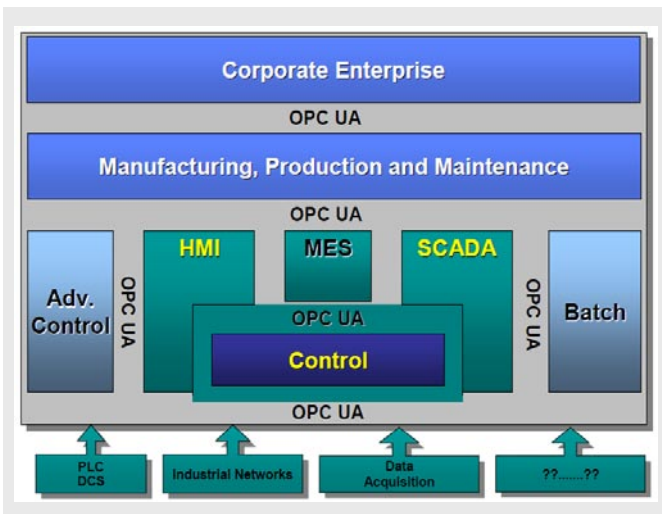 Corporate Enterprise
OPC UA
Manufacturing, Production and Maintenance
OPC UA
HMI
MES
SCADA
Adv.
Control
OPC UA
OPC UA
Control
OPC UA
Batch
OPC UA
PLC
DCS
Industrial Networks
Data
Acquisition
??.......??